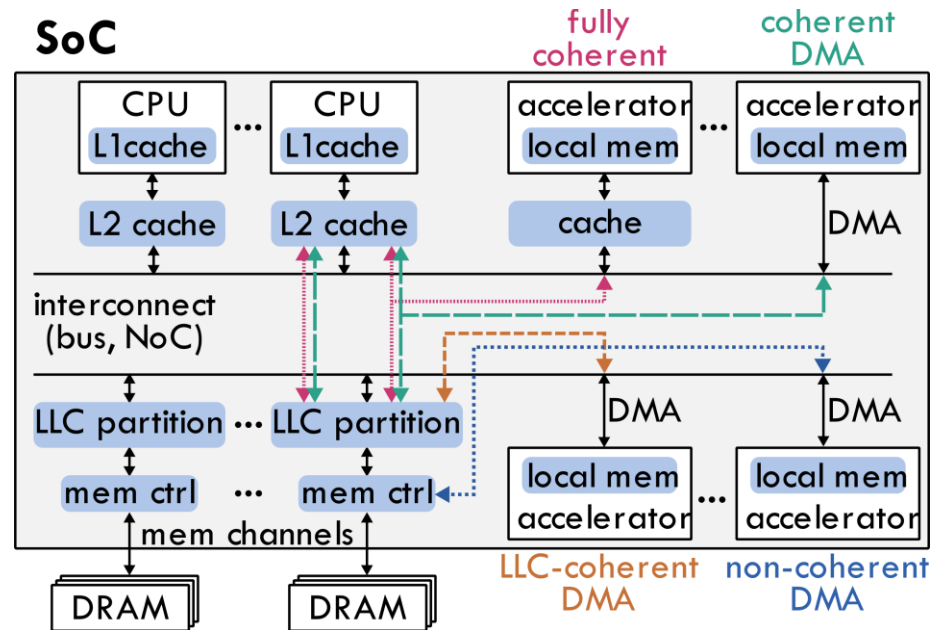 SoC
fully
coherent
coherent
DMA
CPU
L1cache
...
CPU
L1cache
accelerator
local mem
...
accelerator
local mem
L2 cache
L2 cache
cache
DMA
interconnect
(bus, NoC)
LLC partition
...
LLC partition
DMA
DMA
mem ctrl
...
mem ctrl
local mem
accelerator
...
local mem
accelerator
mem channels
LLC-coherent
DMA
non-coherent
DMA
DRAM
DRAM